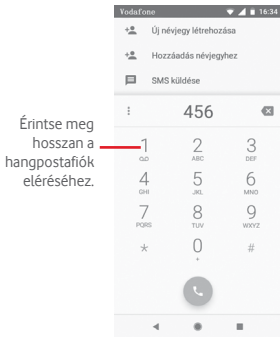 Vodafone 16:34
Új névjegy létrehozása
Hozzáadás névjegyhez
SMS küldése
456
Érintse meg
hosszan a
hangpostafiók
eléréséhez.
1 2 3
ABC DEF
4 5 6
GHI JKL MNO
7 8 9
PQRS TUV WXYZ
* 0 #
+